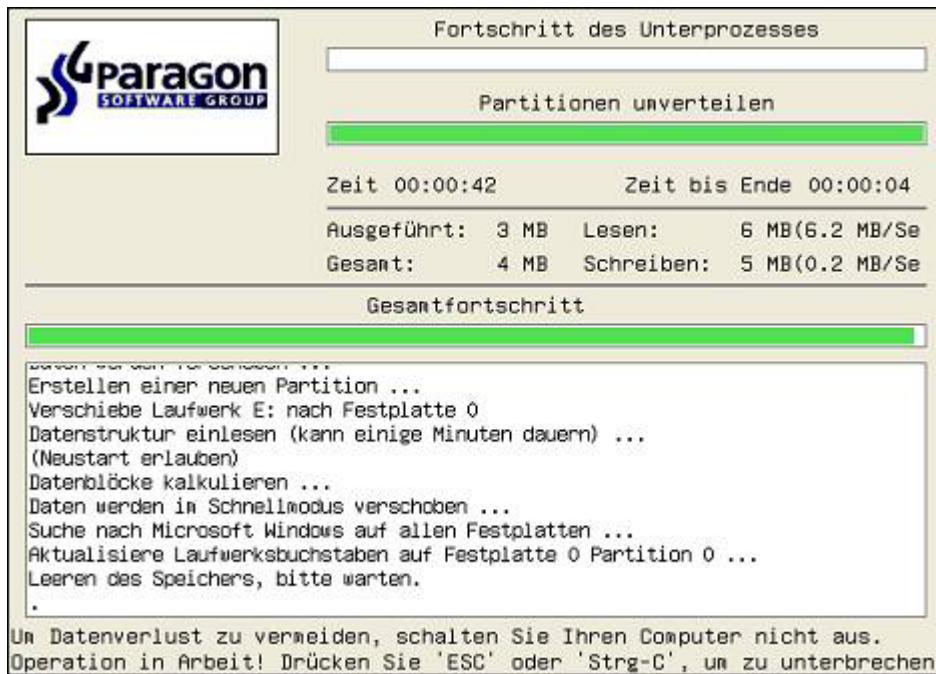 Paragon
SOFTWARE GROUP
Fortschritt des Unterprozesses
Partitionen umverteilen
Zeit 00:00:42 Zeit bis Ende 00:00:04
Ausgeführt: 3 MB Lesen: 6 MB(6.2 MB/Se
Gesamt: 4 MB Schreiben: 5 MB(0.2 MB/Se
Gesamtfortschritt
Daten werden verschoben ...
Erstellen einer neuen Partition ...
Verschiebe Laufwerk E: nach Festplatte 0
Datenstruktur einlesen (kann einige Minuten dauern) ...
(Neustart erlauben)
Datenblöcke kalkulieren ...
Daten werden im Schnellmodus verschoben ...
Suche nach Microsoft Windows auf allen Festplatten ...
Aktualisiere Laufwerksbuchstaben auf Festplatte 0 Partition 0 ...
Leeren des Speichers, bitte warten.
.
Um Datenverlust zu vermeiden, schalten Sie Ihren Computer nicht aus.
Operation in Arbeit! Drücken Sie 'ESC' oder 'Strg-C', um zu unterbrechen